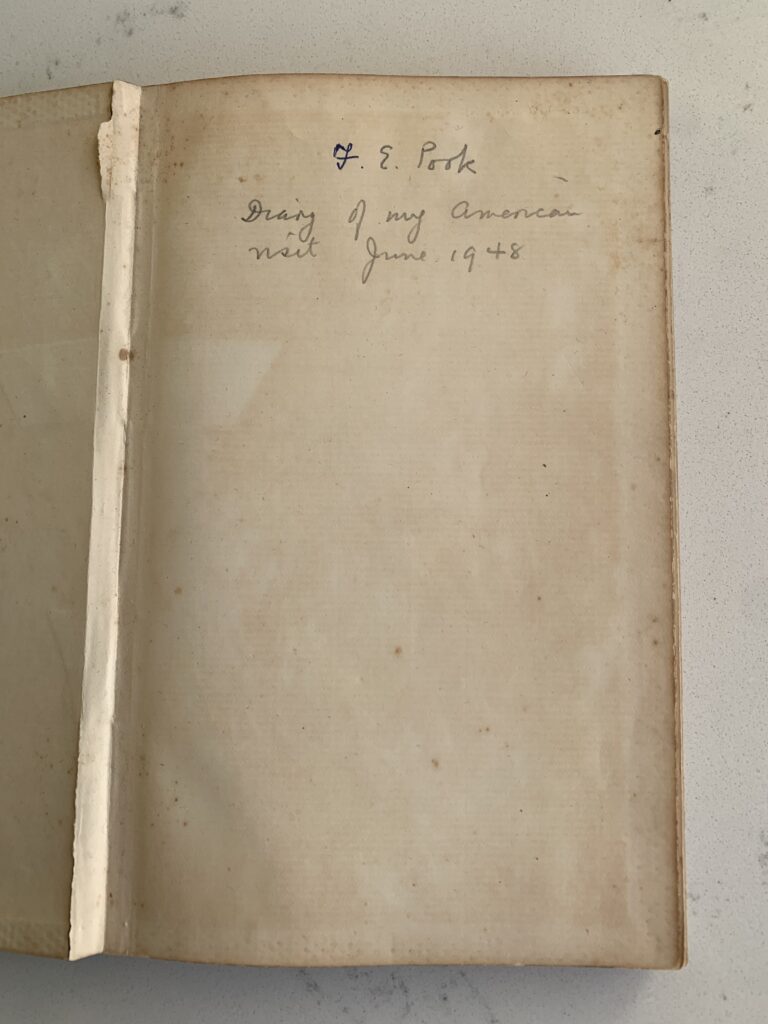 F. E. Pook
Diary of my American
visit June 1948